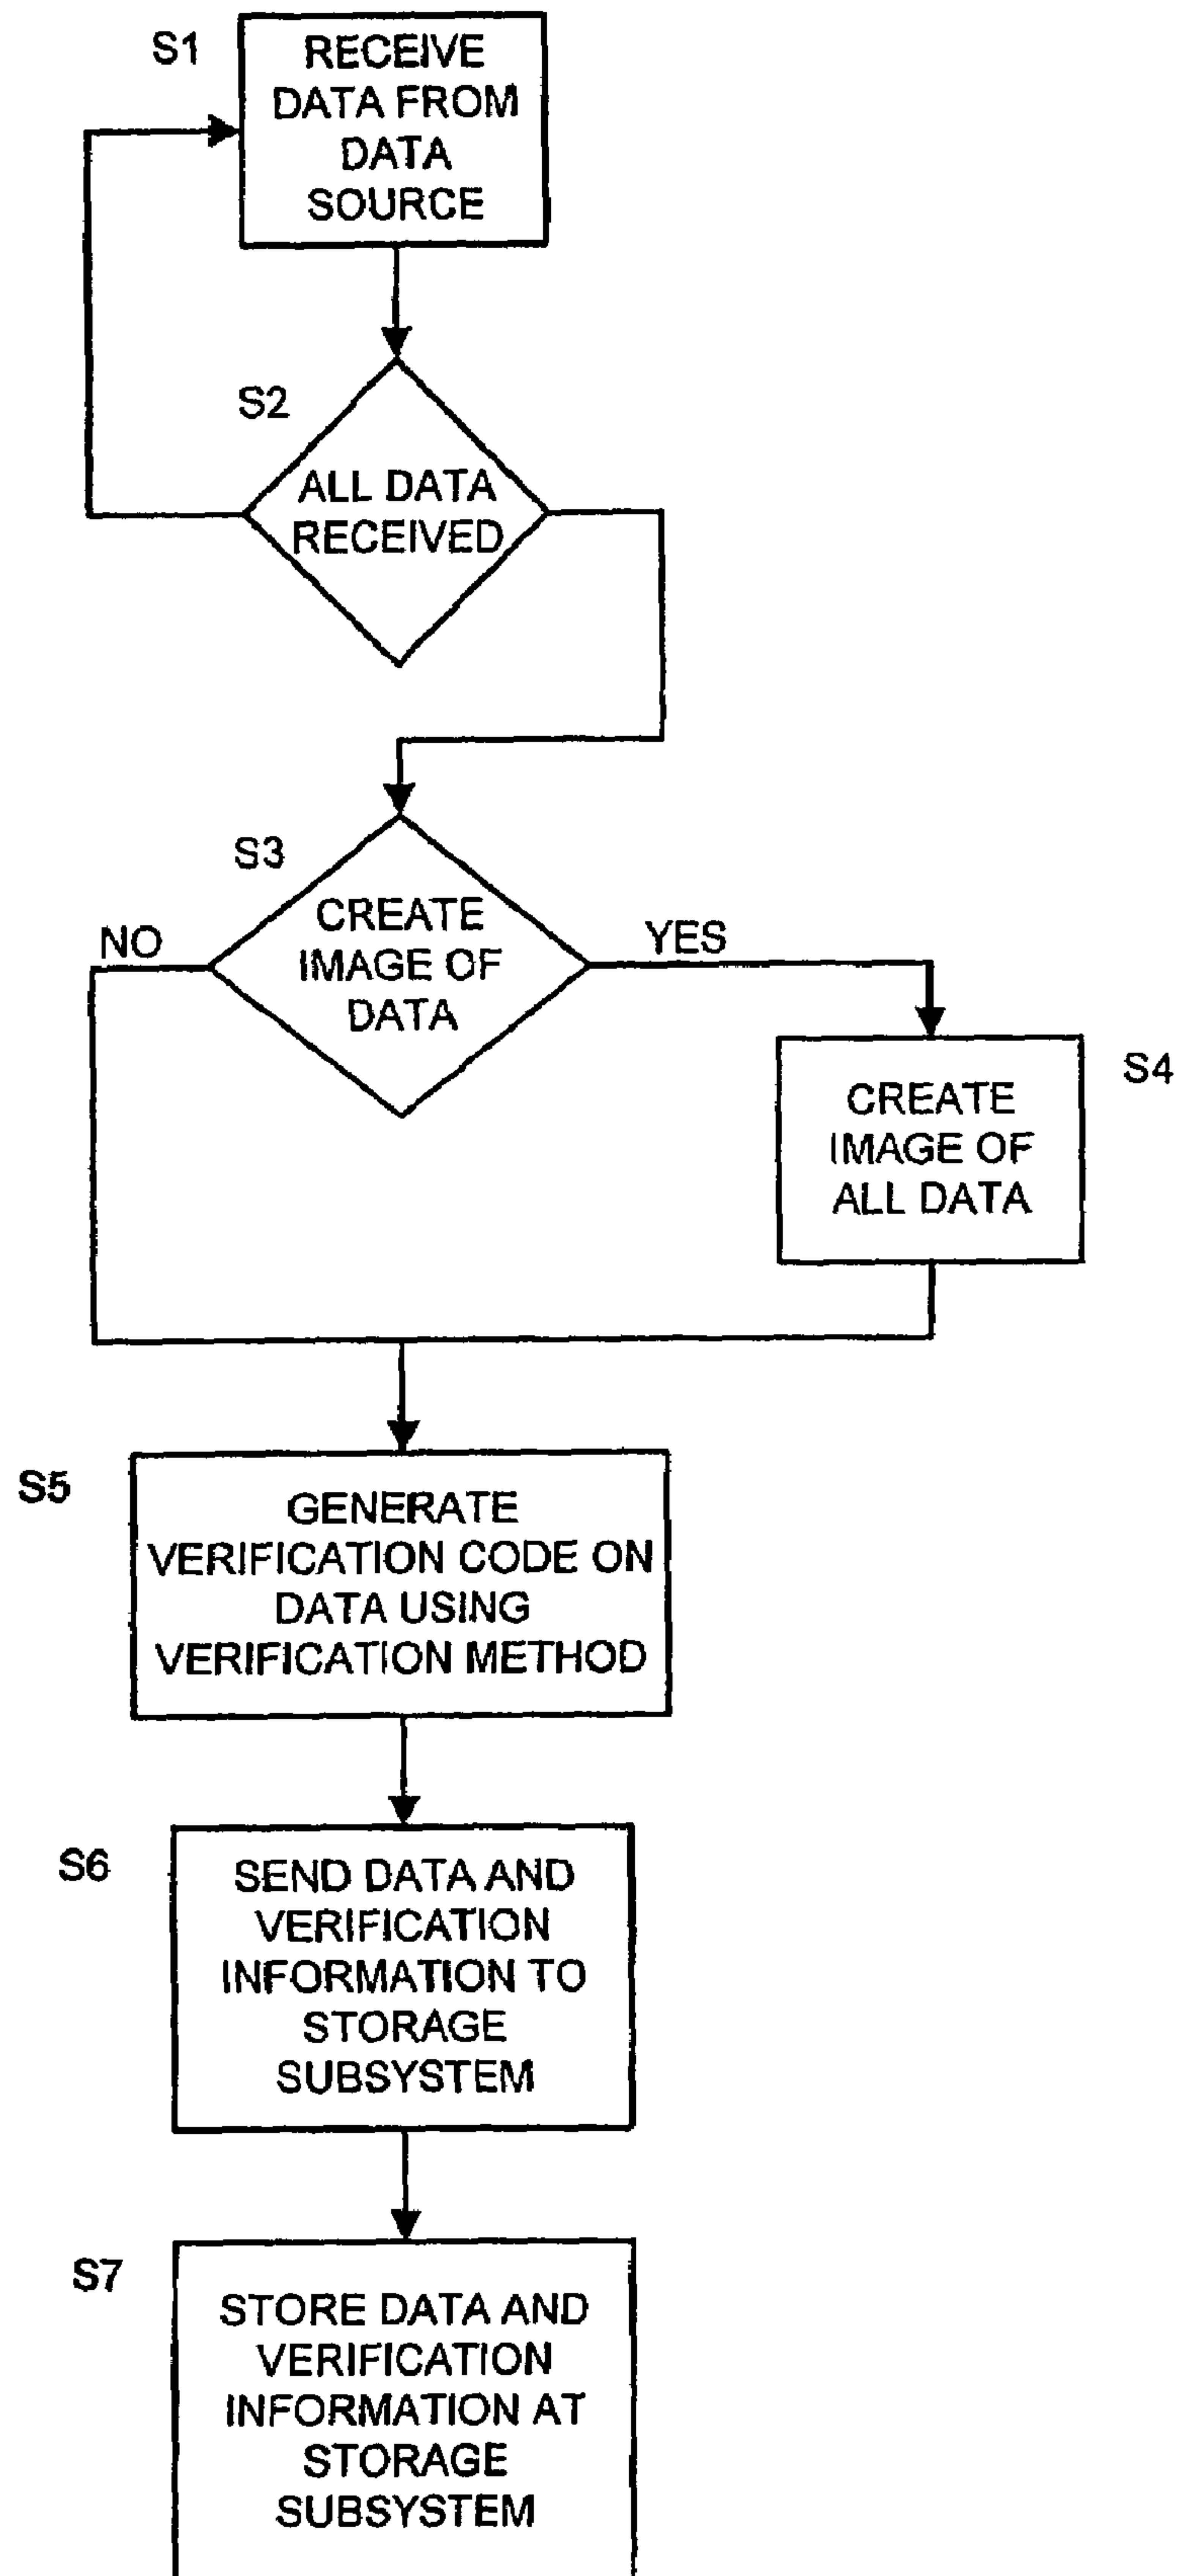 S1
RECEIVE
DATA FROM
DATA
SOURCE
S2
ALL DATA
RECEIVED
S3
CREATE
IMAGE OF
DATA
NO
YES
S4
CREATE
IMAGE OF
ALL DATA
S5
GENERATE
VERIFICATION CODE ON
DATA USING
VERIFICATION METHOD
S6
SEND DATA AND
VERIFICATION
INFORMATION TO
STORAGE
SUBSYSTEM
S7
STORE DATA AND
VERIFICATION
INFORMATION AT
STORAGE
SUBSYSTEM